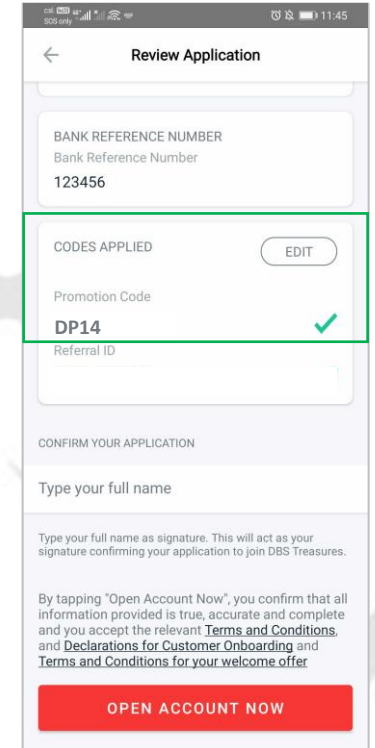 csl. HD 4G
SOS only 11:45
Review Application
BANK REFERENCE NUMBER
Bank Reference Number
123456
CODES APPLIED
EDIT
Promotion Code
DP14
Referral ID
CONFIRM YOUR APPLICATION
Type your full name
Type your full name as signature. This will act as your
signature confirming your application to join DBS Treasures.
By tapping "Open Account Now", you confirm that all
information provided is true, accurate and complete
and you accept the relevant Terms and Conditions,
and Declarations for Customer Onboarding and
Terms and Conditions for your welcome offer
OPEN ACCOUNT NOW